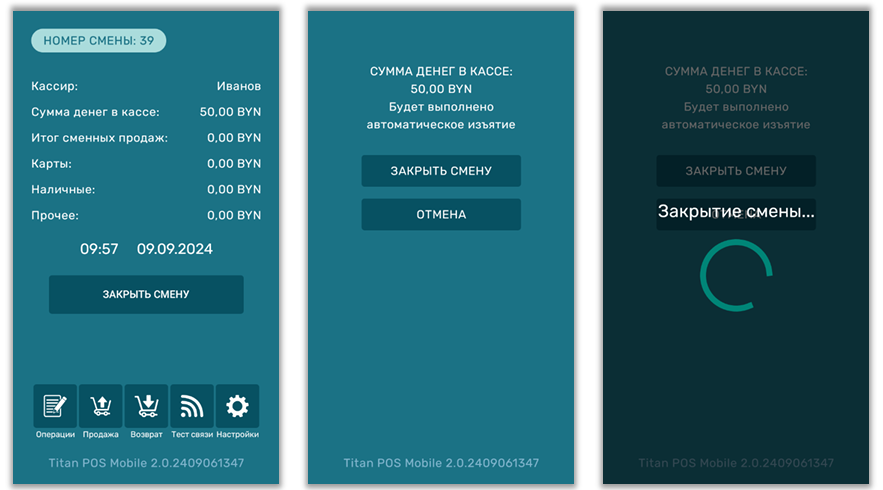 НОМЕР СМЕНЫ: 39
Кассир: Иванов
Сумма денег в кассе: 50,00 BYN
Итог сменных продаж: 0,00 BYN
Карты: 0,00 BYN
Наличные: 0,00 BYN
Прочее: 0,00 BYN
09:57 09.09.2024
ЗАКРЫТЬ СМЕНУ
Операции Продажа Возврат Тест связи Настройки
Titan POS Mobile 2.0.2409061347
СУММА ДЕНЕГ В КАССЕ:
50,00 BYN
Будет выполнено
автоматическое изъятие
ЗАКРЫТЬ СМЕНУ
ОТМЕНА
Titan POS Mobile 2.0.2409061347
СУММА ДЕНЕГ В КАССЕ:
50,00 BYN
Будет выполнено
автоматическое изъятие
ЗАКРЫТЬ СМЕНУ
Закрытие смены...
Titan POS Mobile 2.0.2409061347